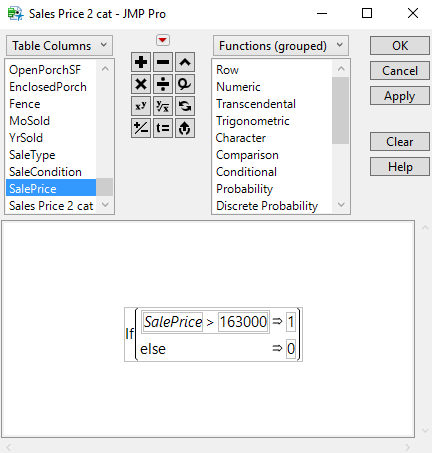 Sales Price 2 cat - JMP Pro
Table Columns
OpenPorchSF
EnclosedPorch
Fence
MoSold
YrSold
SaleType
SaleCondition
SalePrice
Sales Price 2 cat
xʸ
ʸ/x
+/-
t=
Functions (grouped)
Row
Numeric
Transcendental
Trigonometric
Character
Comparison
Conditional
Probability
Discrete Probability
OK
Cancel
Apply
Clear
Help
If
SalePrice > 163000 ⇒ 1
else ⇒ 0